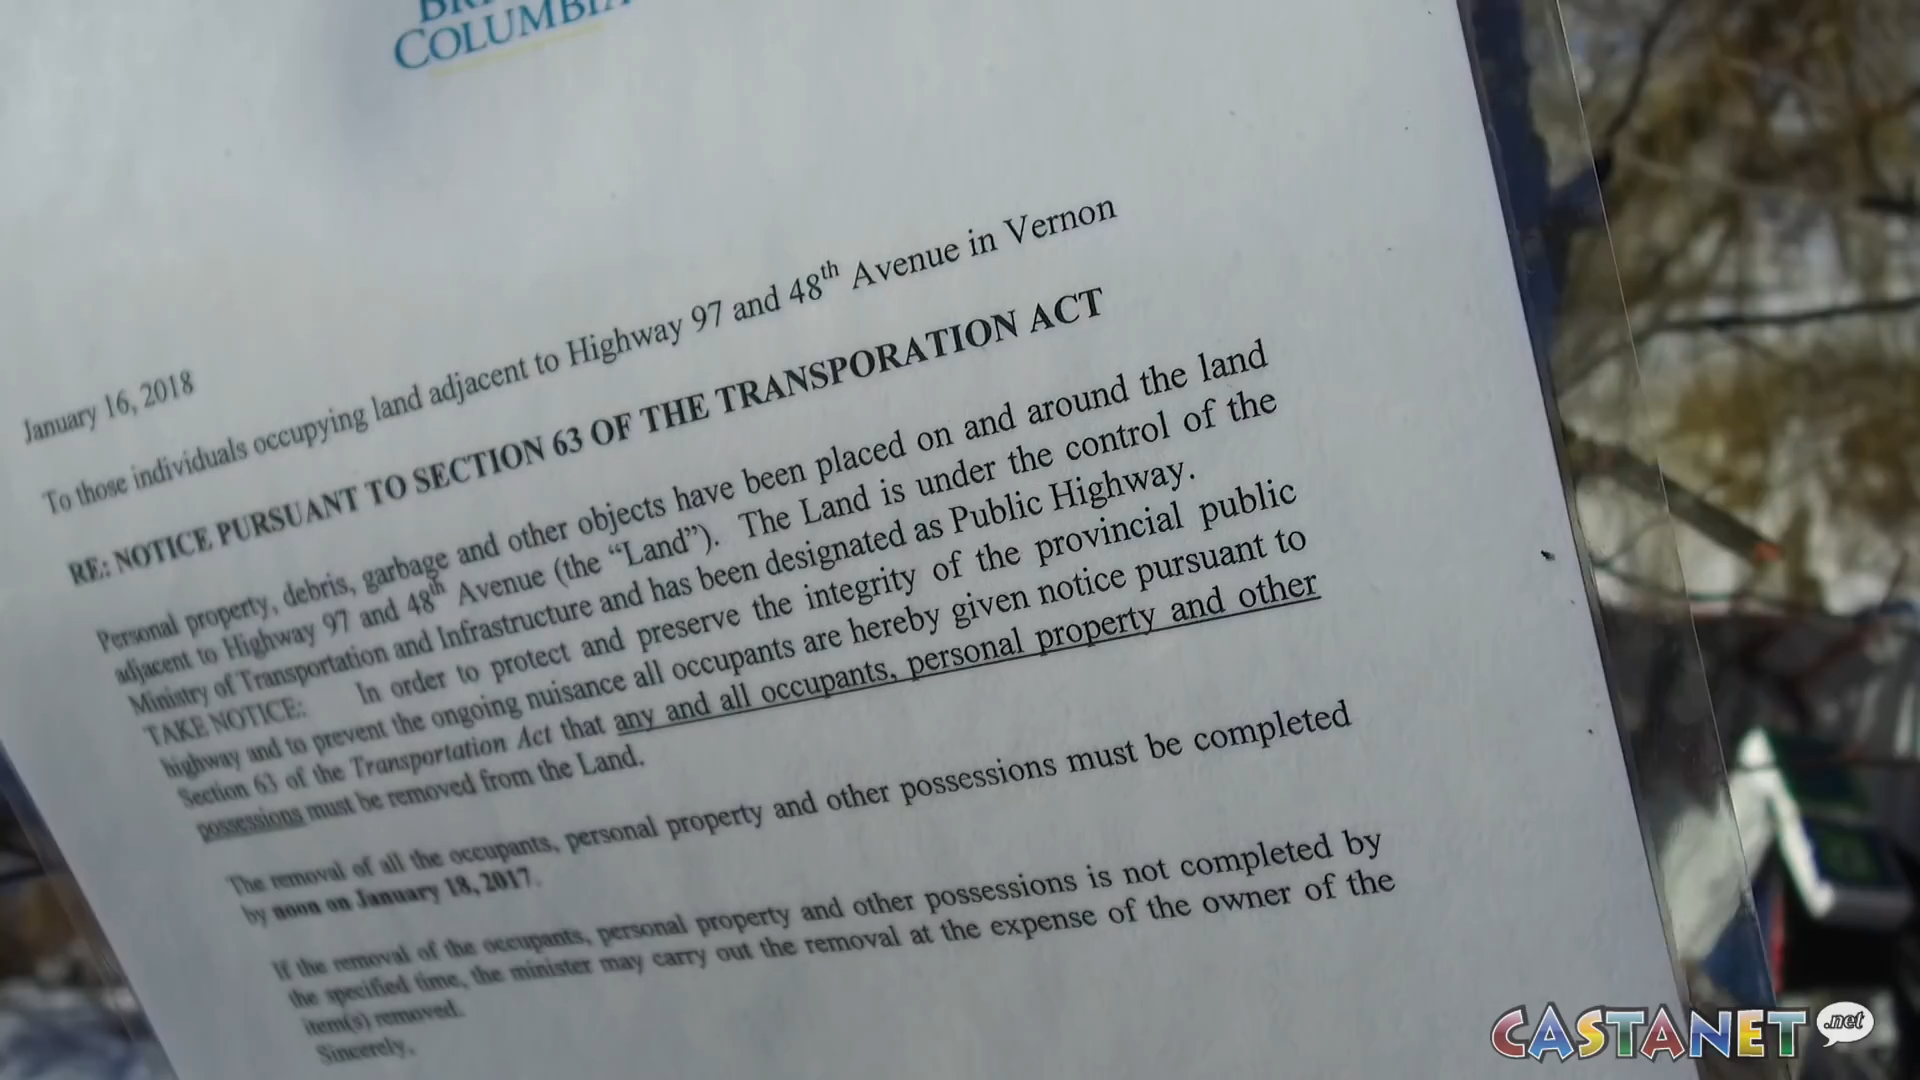 COLUMBIA
January 16, 2018
To those individuals occupying land adjacent to Highway 97 and 48th Avenue in Vernon
RE: NOTICE PURSUANT TO SECTION 63 OF THE TRANSPORATION ACT
Personal property, debris, garbage and other objects have been placed on and around the land
adjacent to Highway 97 and 48th Avenue (the “Land”). The Land is under the control of the
Ministry of Transportation and Infrastructure and has been designated as Public Highway.
TAKE NOTICE: In order to protect and preserve the integrity of the provincial public
highway and to prevent the ongoing nuisance all occupants are hereby given notice pursuant to
Section 63 of the Transportation Act that any and all occupants, personal property and other
possessions must be removed from the Land.
The removal of all the occupants, personal property and other possessions must be completed
by noon on January 18, 2017.
If the removal of the occupants, personal property and other possessions is not completed by
the specified time, the minister may carry out the removal at the expense of the owner of the
item(s) removed.
Sincerely,
CASTANET .net